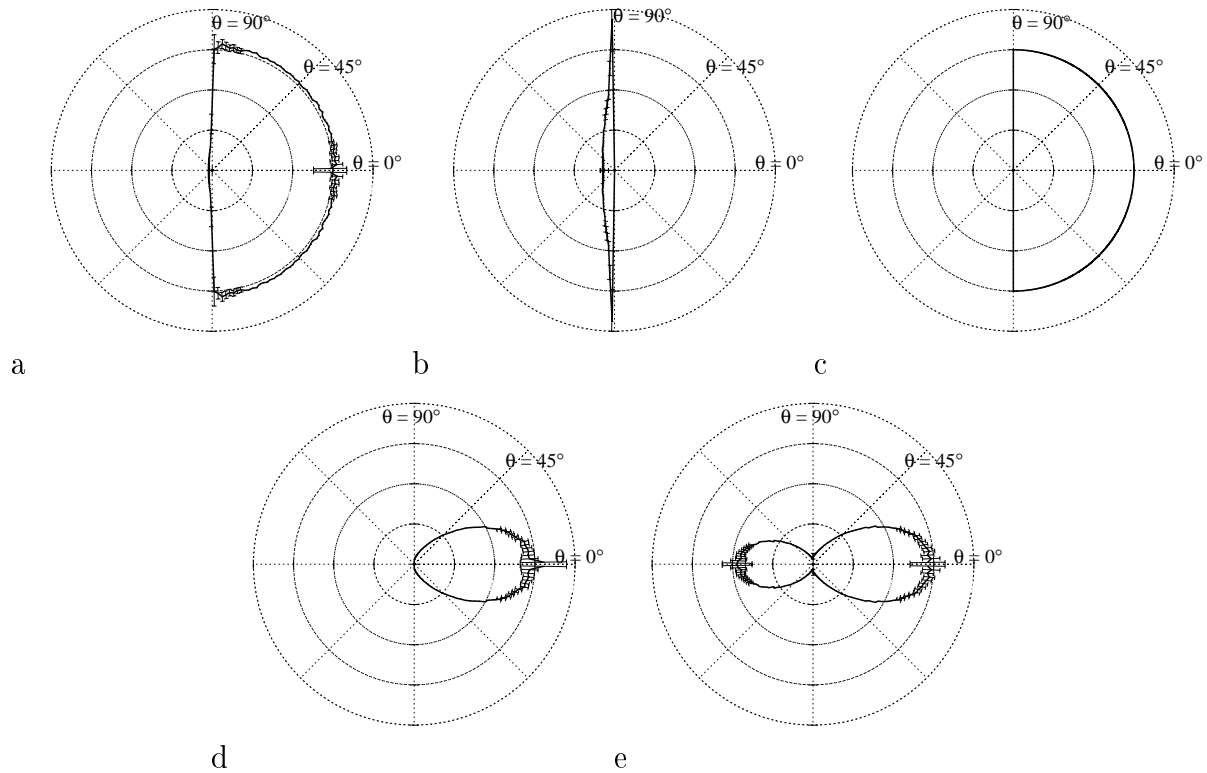 θ = 90°
θ = 45°
θ = 0°
a
θ = 90°
θ = 45°
θ = 0°
b
θ = 90°
θ = 45°
θ = 0°
c
θ = 90°
θ = 45°
θ = 0°
d
θ = 90°
θ = 45°
θ = 0°
e